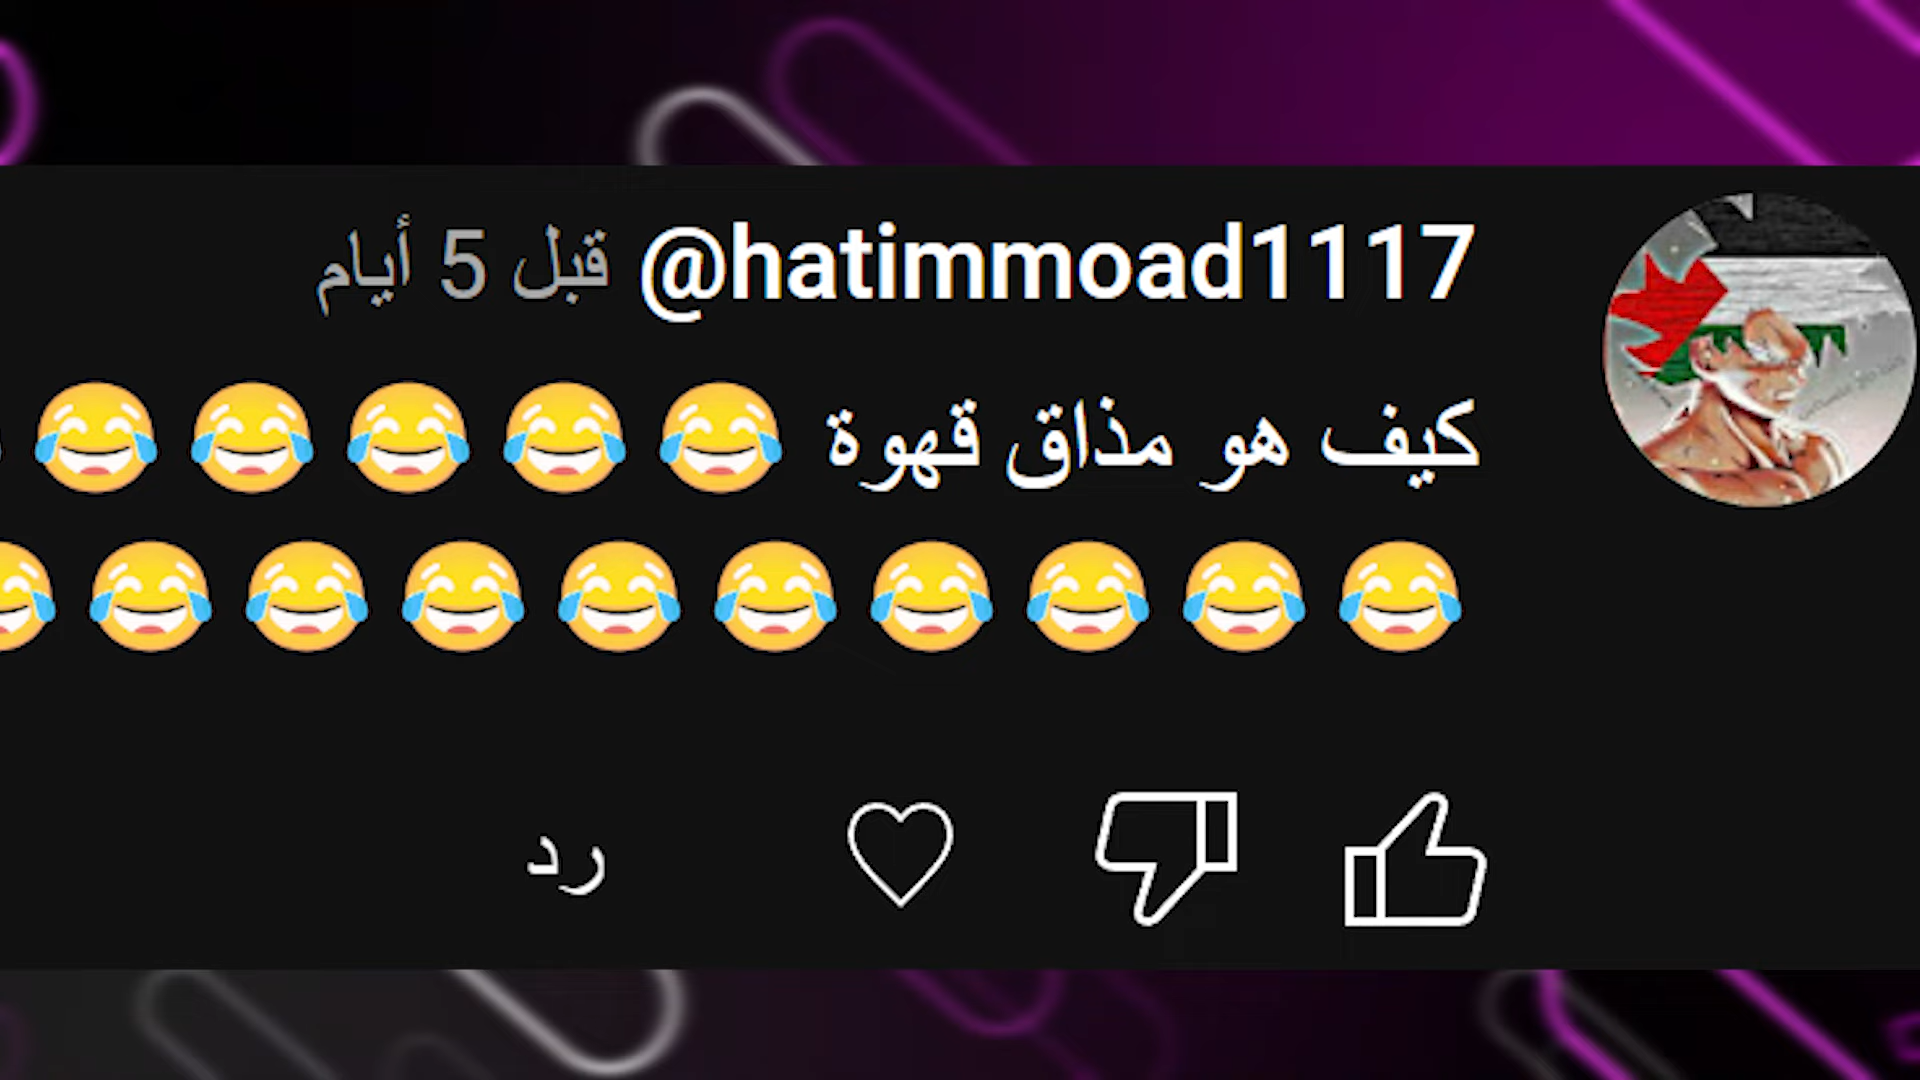 @hatimmoad1117 قبل 5 أيام
كيف هو مذاق قهوة 😂 😂 😂 😂 😂
😂 😂 😂 😂 😂 😂 😂 😂 😂 😂
رد